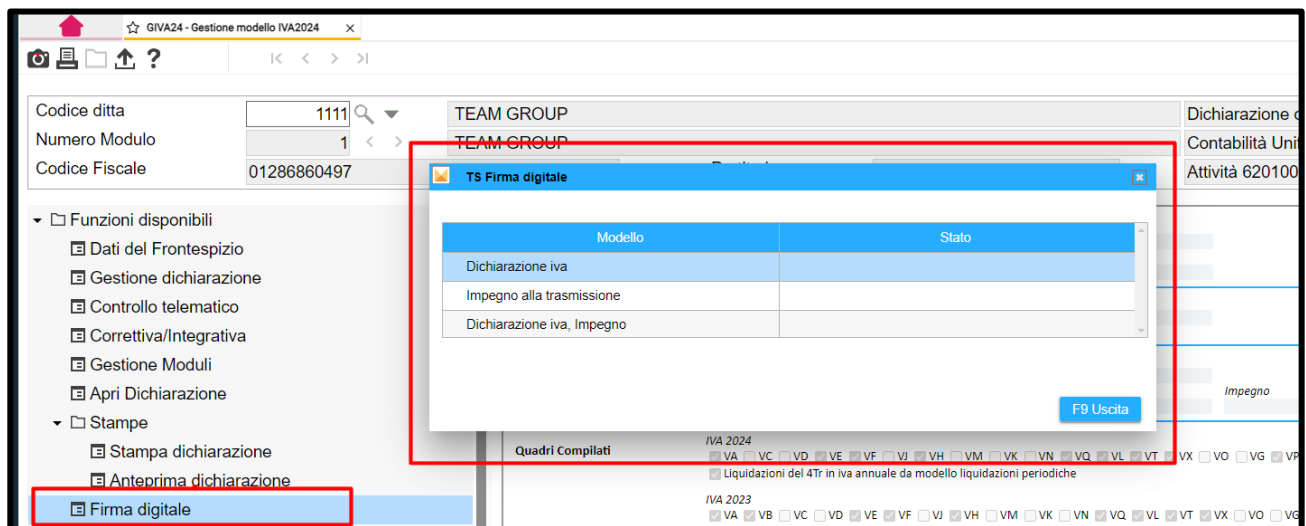 GIVA24 - Gestione modello IVA2024
Codice ditta 1111 TEAM GROUP Dichiarazione
Numero Modulo 1 TEAM GROUP Contabilità
Codice Fiscale 01286860497 Attività 620100
TS Firma digitale
Modello Stato
Dichiarazione iva
Impegno alla trasmissione
Dichiarazione iva, Impegno
F9 Uscita
Funzioni disponibili
Dati del Frontespizio
Gestione dichiarazione
Controllo telematico
Correttiva/Integrativa
Gestione Moduli
Apri Dichiarazione
Stampe
Stampa dichiarazione
Anteprima dichiarazione
Firma digitale
Impegno
Quadri Compilati
IVA 2024
VA VC VD VE VF VJ VH VM VK VN VQ VL VT VX VO VG VP
Liquidazioni del 4Tr in iva annuale da modello liquidazioni periodiche
IVA 2023
VA VB VC VD VE VF VJ VH VM VK VN VQ VL VT VX VO VG